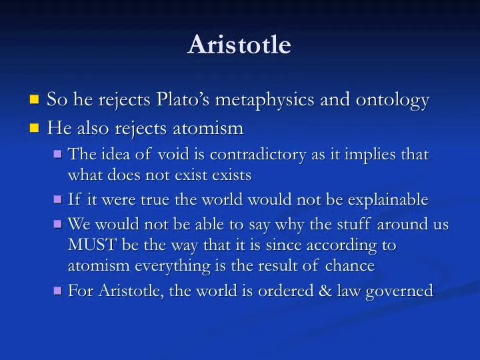 Aristotle
So he rejects Plato's metaphysics and ontology
He also rejects atomism
The idea of void is contradictory as it implies that
what does not exist exists
If it were true the world would not be explainable
We would not be able to say why the stuff around us
MUST be the way that it is since according to
atomism everything is the result of chance
For Aristotle, the world is ordered & law governed